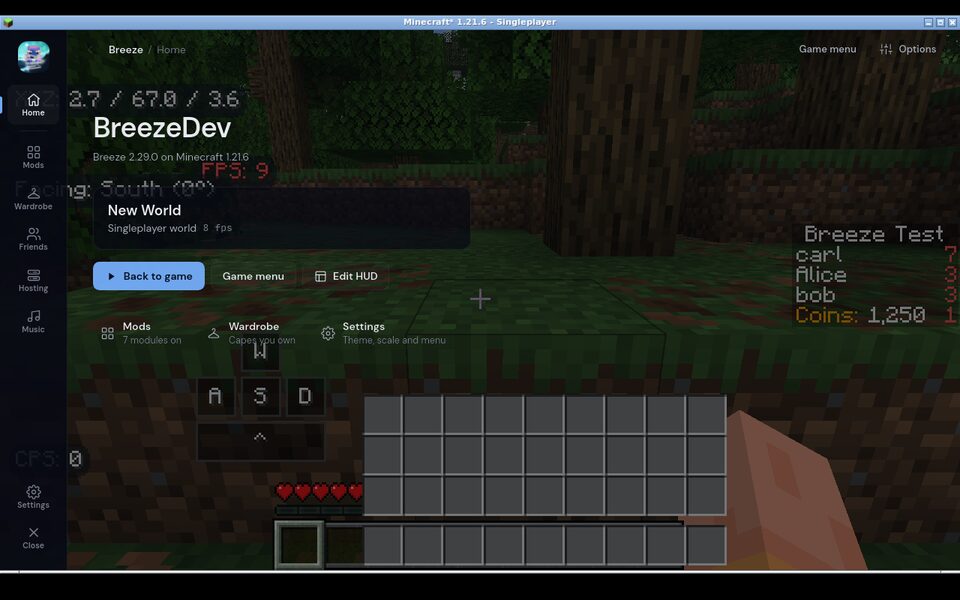 Minecraft* 1.21.6 - Singleplayer
Breeze / Home
Game menu
Options
Home
2.7 / 67.0 / 3.6
BreezeDev
Breeze 2.29.0 on Minecraft 1.21.6
FPS: 9
Mods
Facing: South (0°)
Wardrobe
New World
Singleplayer world 8 fps
Friends
Breeze Test
carl 7
Alice 3
bob 3
Coins: 1,250 1
Hosting
Back to game
Game menu
Edit HUD
Music
Mods
7 modules on
Wardrobe
Capes you own
Settings
Theme, scale and menu
W
A S D
^
CPS: 0
Settings
Close